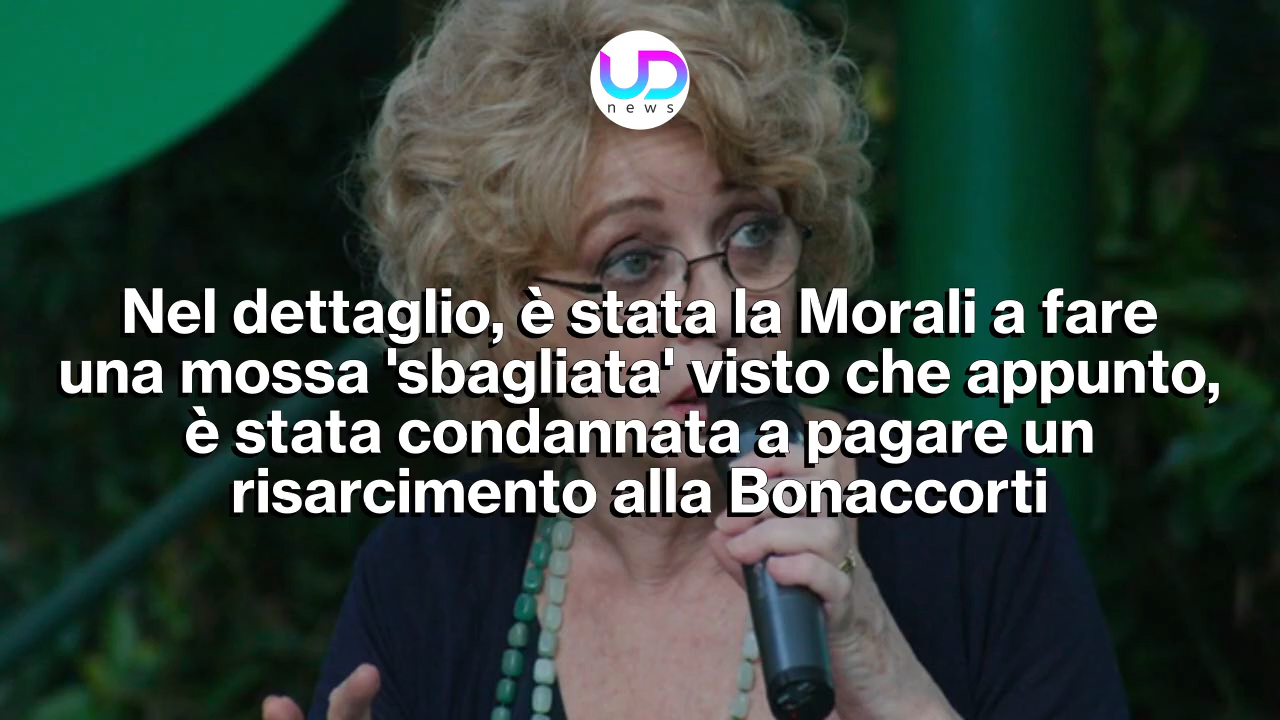 UD
news
Nel dettaglio, è stata la Morali a fare
una mossa 'sbagliata' visto che appunto,
è stata condannata a pagare un
risarcimento alla Bonaccorti